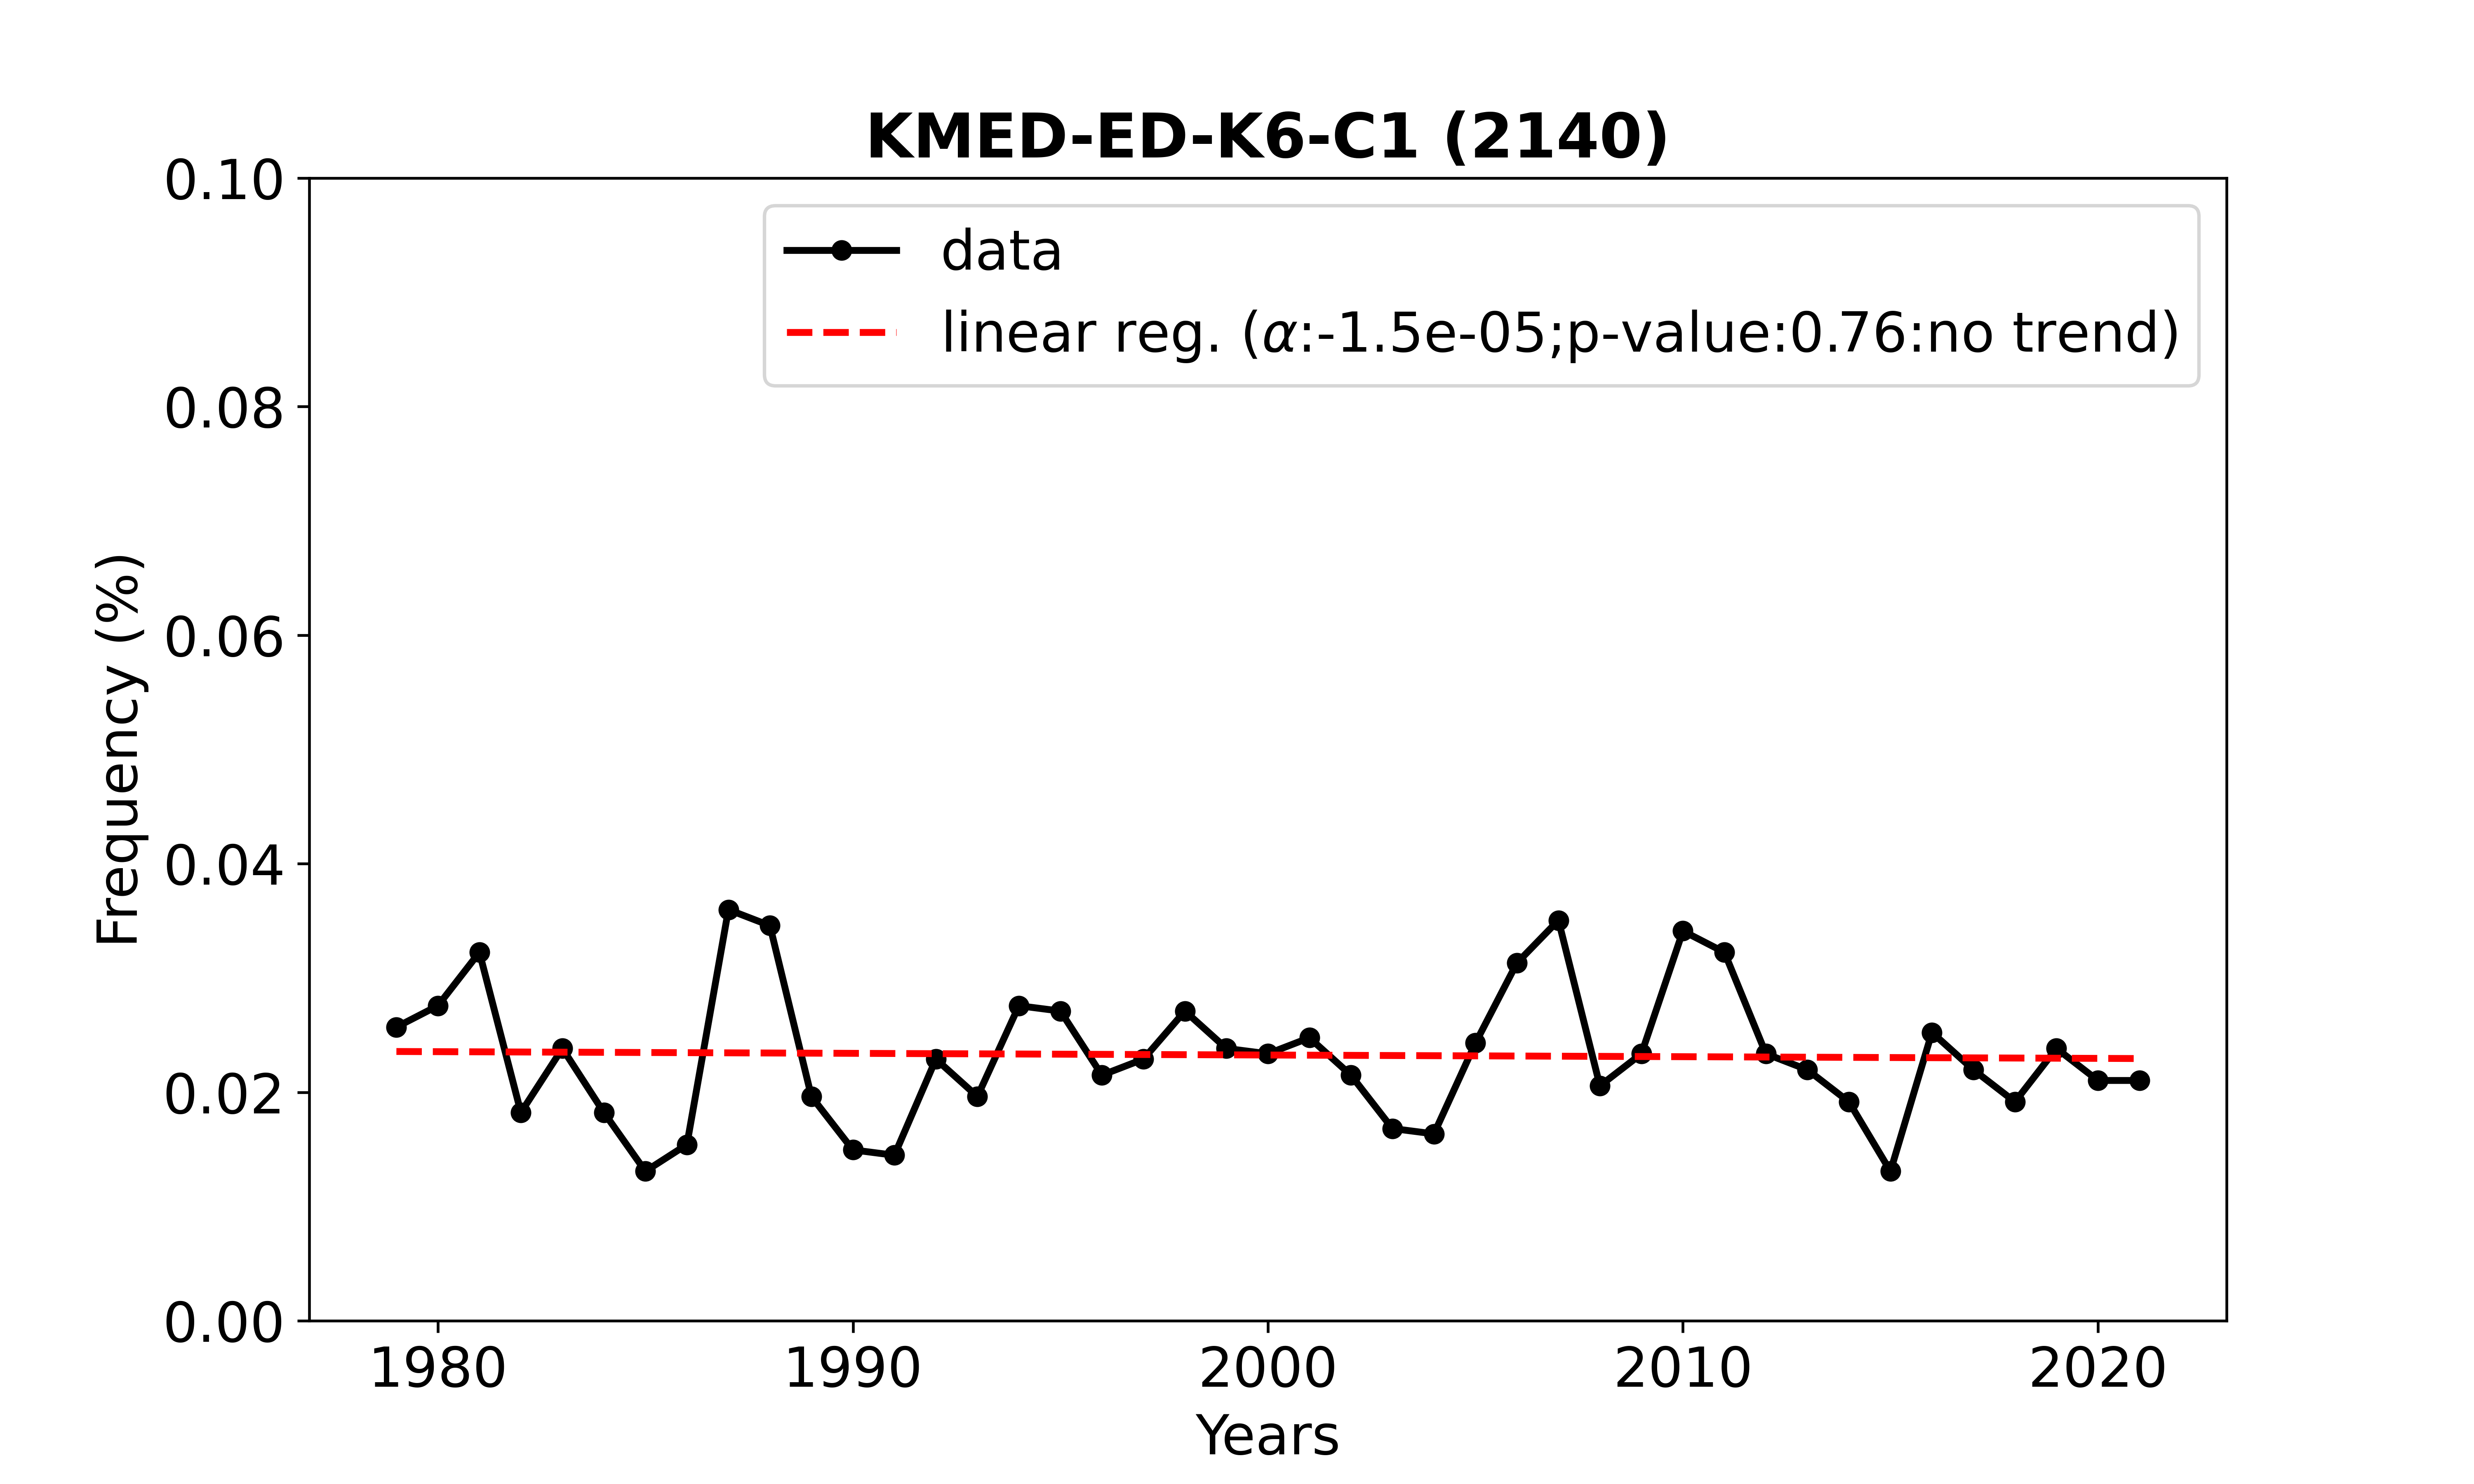 KMED-ED-K6-C1 (2140)
data
linear reg. (α:-1.5e-05;p-value:0.76:no trend)
Frequency (%)
0.10
0.08
0.06
0.04
0.02
0.00
1980 1990 2000 2010 2020
Years